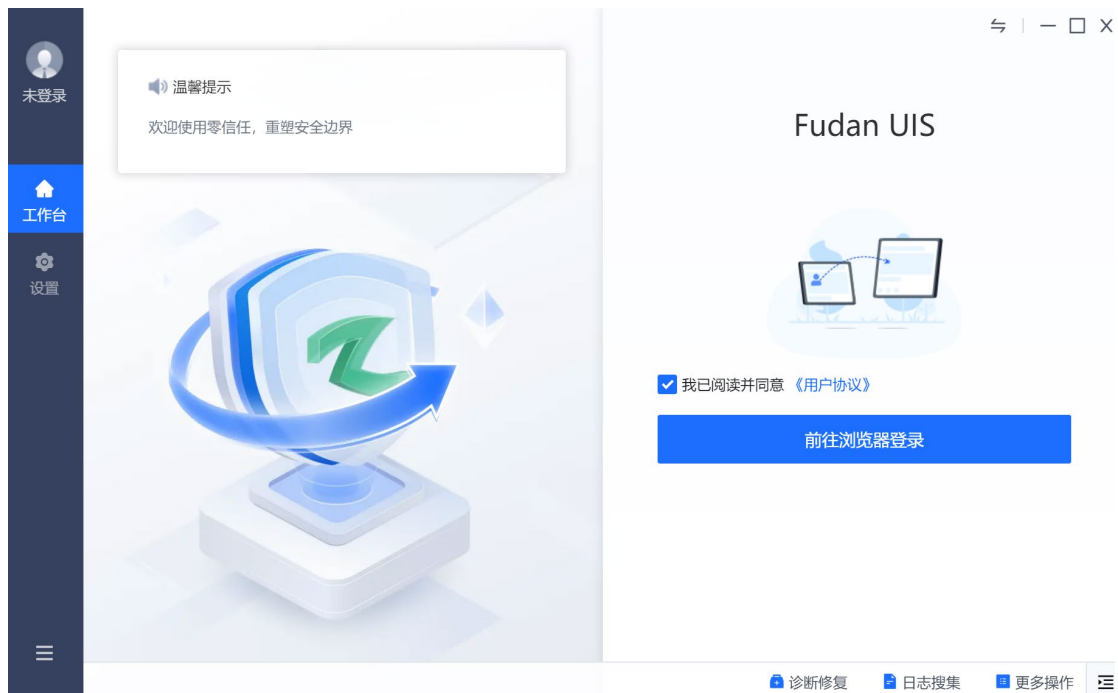 未登录
工作台
设置
温馨提示
欢迎使用零信任，重塑安全边界
Fudan UIS
我已阅读并同意 《用户协议》
前往浏览器登录
诊断修复
日志搜集
更多操作